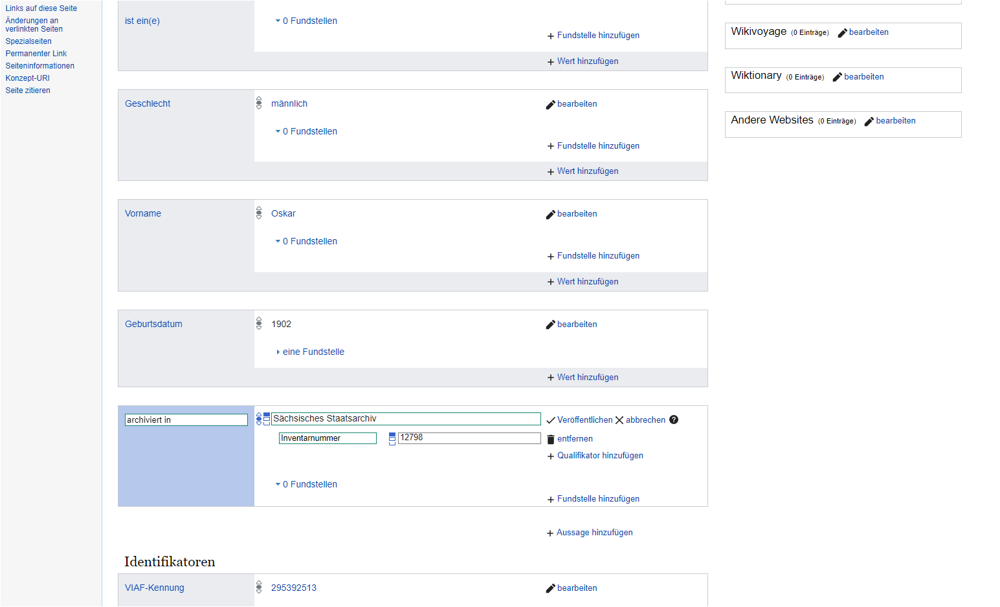 Links auf diese Seite
Änderungen an
verlinkten Seiten
Spezialseiten
Permanenter Link
Seiteninformationen
Konzept-URI
Seite zitieren
ist ein(e)
0 Fundstellen
+ Fundstelle hinzufügen
+ Wert hinzufügen
Geschlecht
männlich
bearbeiten
0 Fundstellen
+ Fundstelle hinzufügen
+ Wert hinzufügen
Vorname
Oskar
bearbeiten
0 Fundstellen
+ Fundstelle hinzufügen
+ Wert hinzufügen
Geburtsdatum
1902
bearbeiten
eine Fundstelle
+ Wert hinzufügen
archiviert in
Sächsisches Staatsarchiv
Veröffentlichen abbrechen ?
Inventarnummer
12798
entfernen
+ Qualifikator hinzufügen
0 Fundstellen
+ Fundstelle hinzufügen
+ Aussage hinzufügen
Identifikatoren
VIAF-Kennung
295392513
bearbeiten
Wikivoyage (0 Einträge) bearbeiten
Wiktionary (0 Einträge) bearbeiten
Andere Websites (0 Einträge) bearbeiten